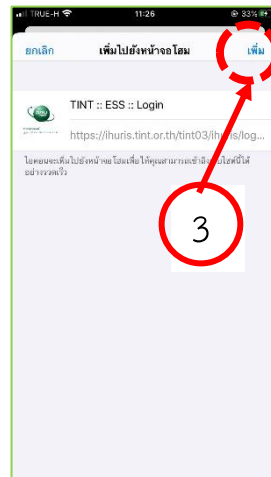 TRUE-H 11:26 33%
ยกเลิก เพิ่มไปยังหน้าจอโฮม เพิ่ม
TINT :: ESS :: Login
https://ihuris.tint.or.th/tint03/ihuris/log...
ไอคอนจะเพิ่มไปยังหน้าจอโฮมเพื่อให้คุณสามารถเข้าถึงเว็บไซต์นี้ได้
อย่างรวดเร็ว
3